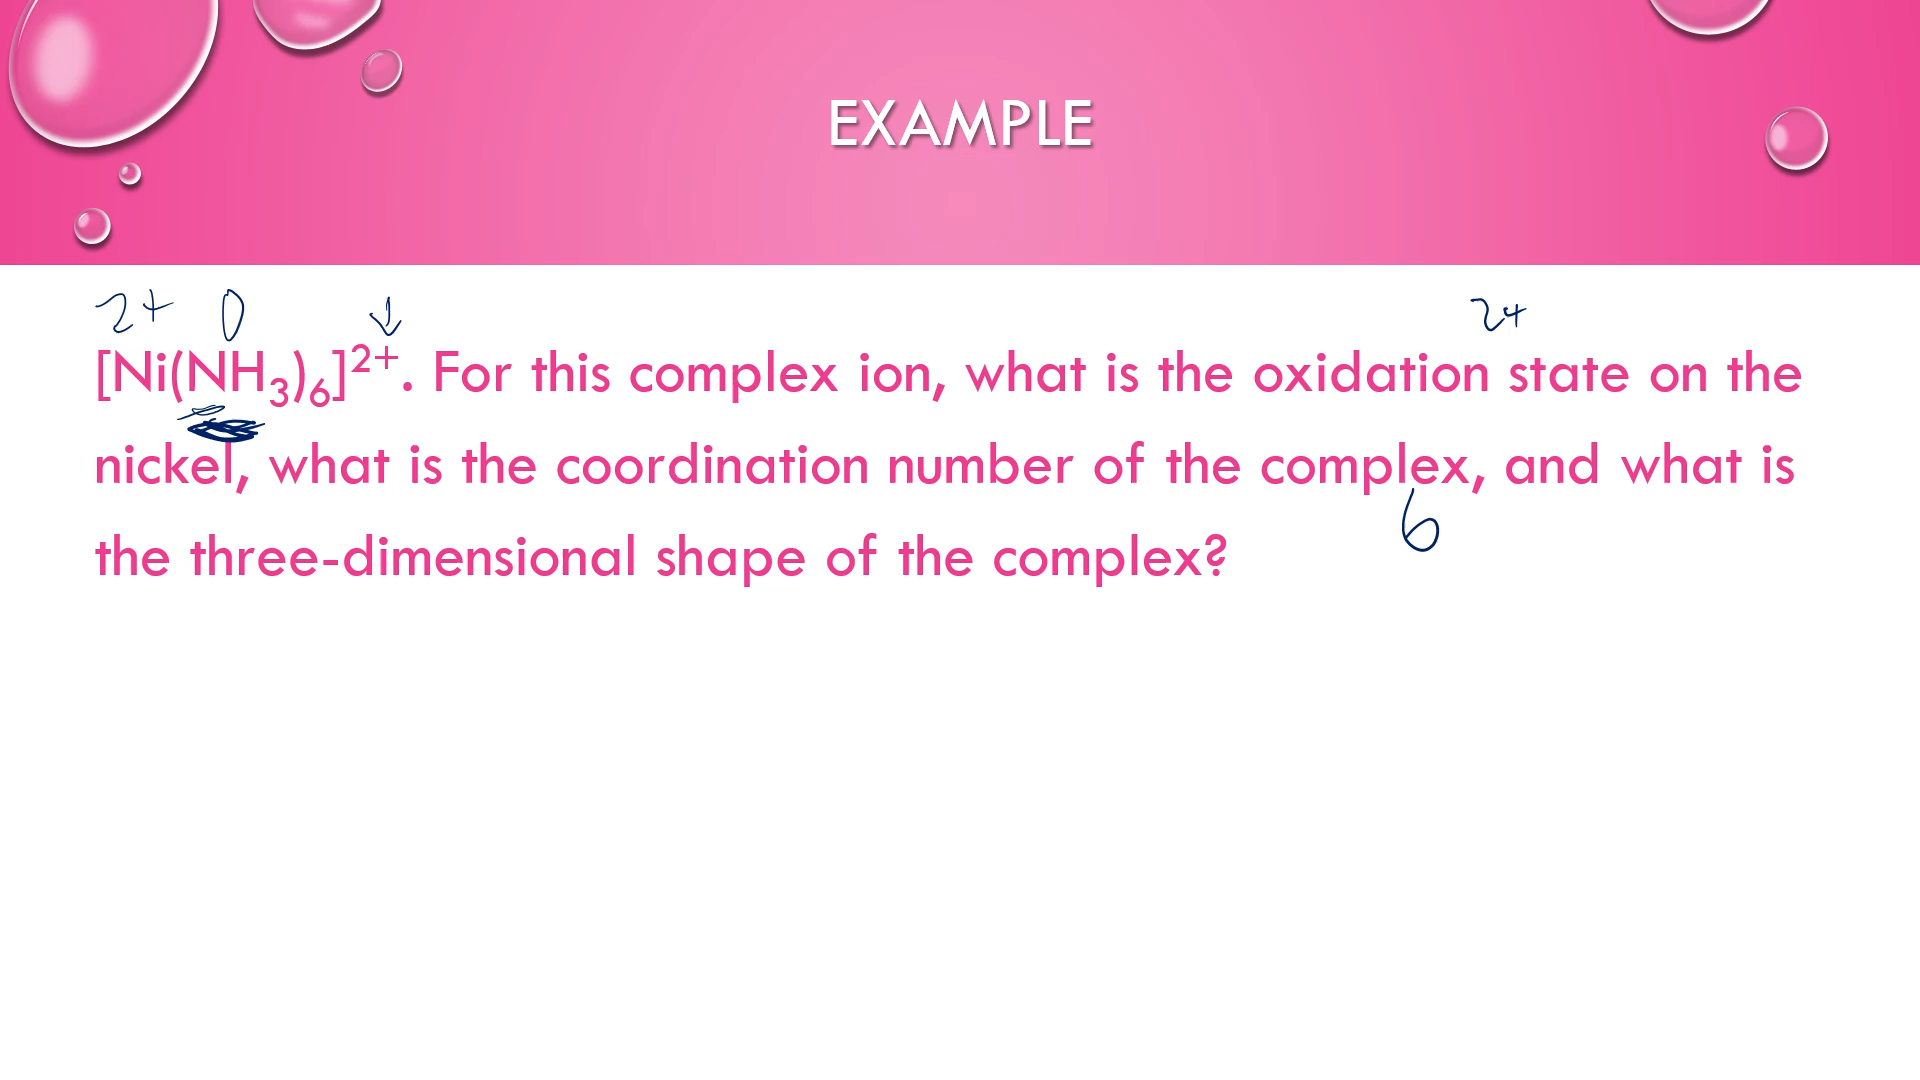 EXAMPLE
2+ 0 ↓ 2+
[Ni(NH₃)₆]²⁺. For this complex ion, what is the oxidation state on the
nickel, what is the coordination number of the complex, and what is
6
the three-dimensional shape of the complex?